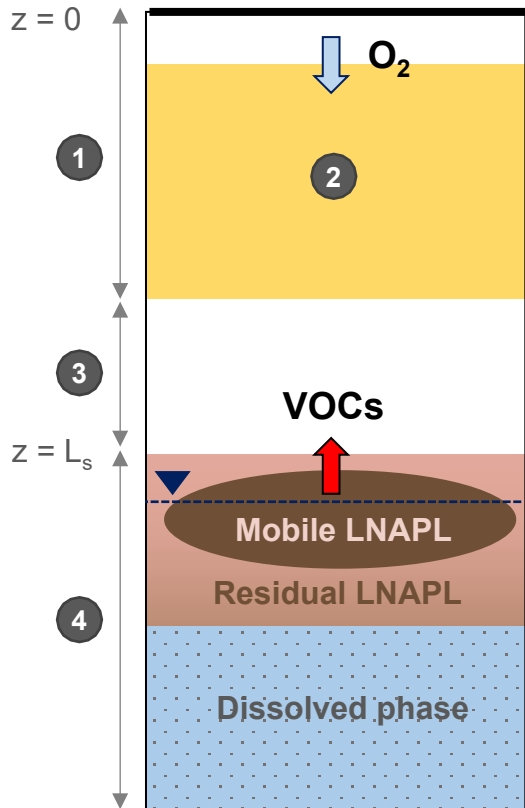 z = 0
O₂
1
2
3
VOCs
z = Lₛ
Mobile LNAPL
Residual LNAPL
4
Dissolved phase